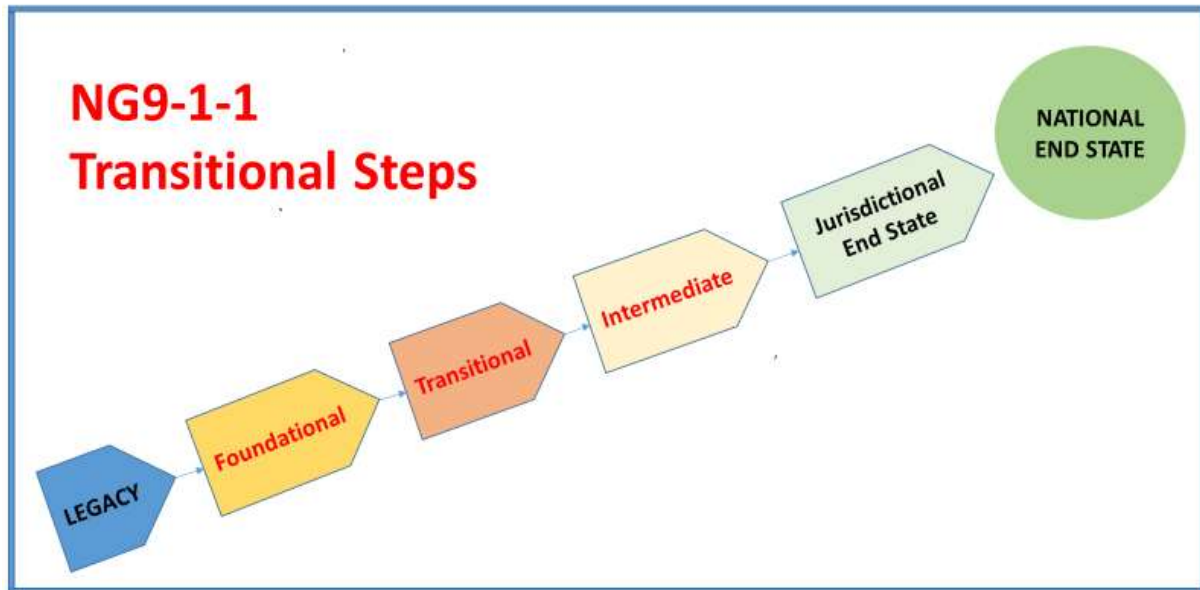 NG9-1-1
Transitional Steps
LEGACY
Foundational
Transitional
Intermediate
Jurisdictional
End State
NATIONAL
END STATE